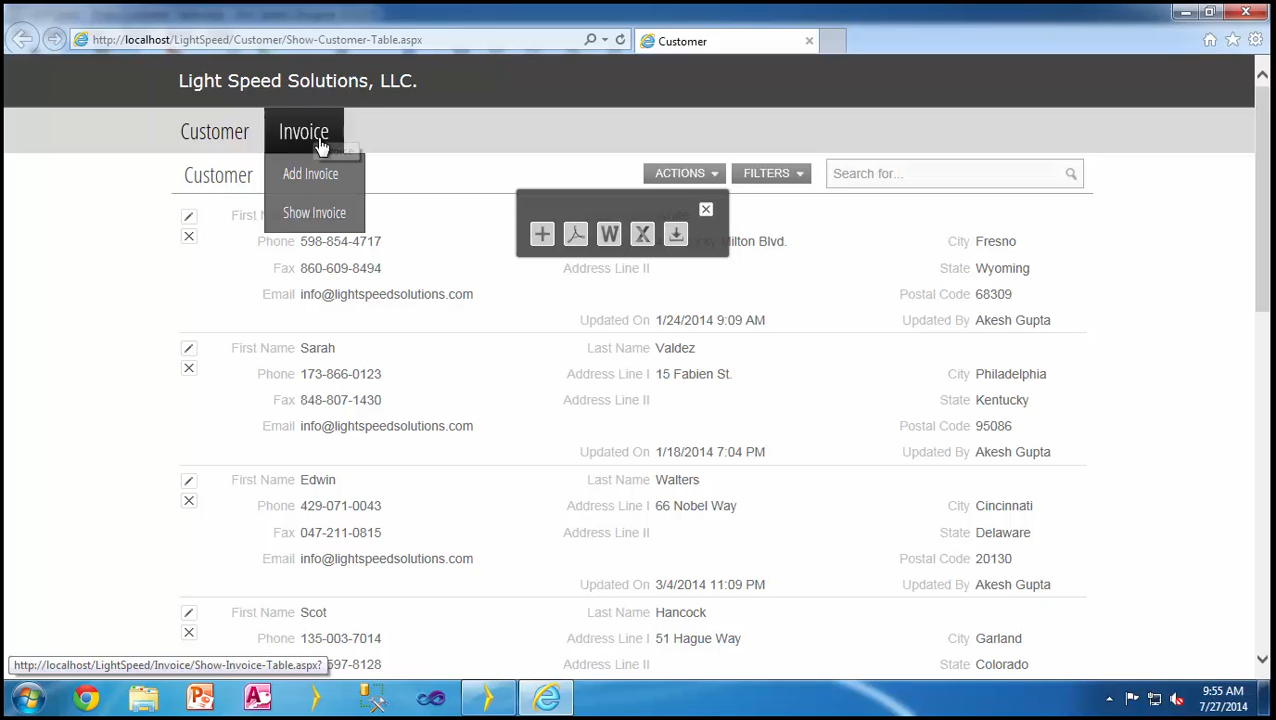 http://localhost/LightSpeed/Customer/Show-Customer-Table.aspx
Customer
Light Speed Solutions, LLC.
Customer Invoice
Add Invoice
Show Invoice
Customer
ACTIONS FILTERS Search for...
First
Phone 598-854-4717 Milton Blvd. City Fresno
Fax 860-609-8494 Address Line II State Wyoming
Email info@lightspeedsolutions.com Postal Code 68309
Updated On 1/24/2014 9:09 AM Updated By Akesh Gupta
First Name Sarah Last Name Valdez
Phone 173-866-0123 Address Line I 15 Fabien St. City Philadelphia
Fax 848-807-1430 Address Line II State Kentucky
Email info@lightspeedsolutions.com Postal Code 95086
Updated On 1/18/2014 7:04 PM Updated By Akesh Gupta
First Name Edwin Last Name Walters
Phone 429-071-0043 Address Line I 66 Nobel Way City Cincinnati
Fax 047-211-0815 Address Line II State Delaware
Email info@lightspeedsolutions.com Postal Code 20130
Updated On 3/4/2014 11:09 PM Updated By Akesh Gupta
First Name Scot Last Name Hancock
Phone 135-003-7014 Address Line I 51 Hague Way City Garland
597-8128 Address Line II State Colorado
http://localhost/LightSpeed/Invoice/Show-Invoice-Table.aspx?
9:55 AM
7/27/2014